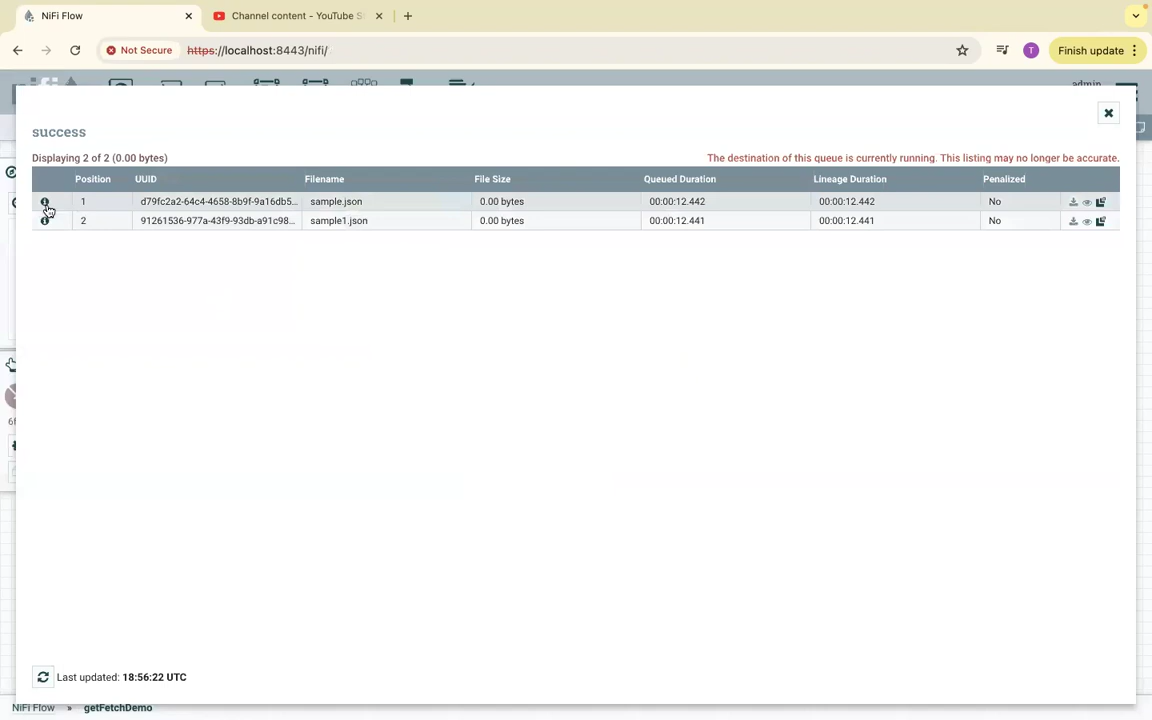 NiFi Flow
Channel content - YouTube S
Not Secure
https://localhost:8443/nifi/
T
Finish update
admin
success
Displaying 2 of 2 (0.00 bytes)
The destination of this queue is currently running. This listing may no longer be accurate.
Position UUID Filename File Size Queued Duration Lineage Duration Penalized
1 d79fc2a2-64c4-4658-8b9f-9a16db5... sample.json 0.00 bytes 00:00:12.442 00:00:12.442 No
2 91261536-977a-43f9-93db-a91c98... sample1.json 0.00 bytes 00:00:12.441 00:00:12.441 No
Last updated: 18:56:22 UTC
NiFi Flow » getFetchDemo